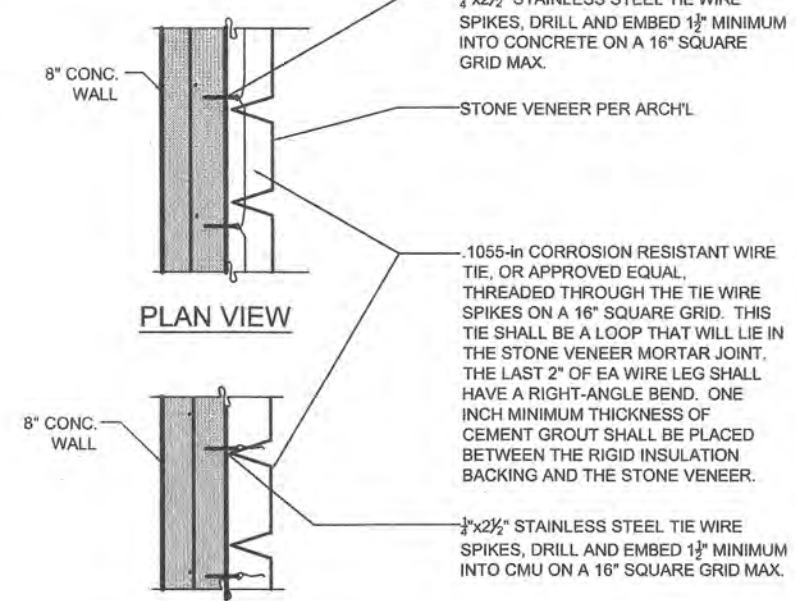 ¼"x2½" STAINLESS STEEL TIE WIRE
SPIKES, DRILL AND EMBED 1½" MINIMUM
INTO CONCRETE ON A 16" SQUARE
GRID MAX.
8" CONC.
WALL
STONE VENEER PER ARCH'L
.1055-in CORROSION RESISTANT WIRE
TIE, OR APPROVED EQUAL,
THREADED THROUGH THE TIE WIRE
SPIKES ON A 16" SQUARE GRID. THIS
TIE SHALL BE A LOOP THAT WILL LIE IN
THE STONE VENEER MORTAR JOINT.
THE LAST 2" OF EA WIRE LEG SHALL
HAVE A RIGHT-ANGLE BEND. ONE
INCH MINIMUM THICKNESS OF
CEMENT GROUT SHALL BE PLACED
BETWEEN THE RIGID INSULATION
BACKING AND THE STONE VENEER.
PLAN VIEW
8" CONC.
WALL
¼"x2½" STAINLESS STEEL TIE WIRE
SPIKES, DRILL AND EMBED 1½" MINIMUM
INTO CMU ON A 16" SQUARE GRID MAX.